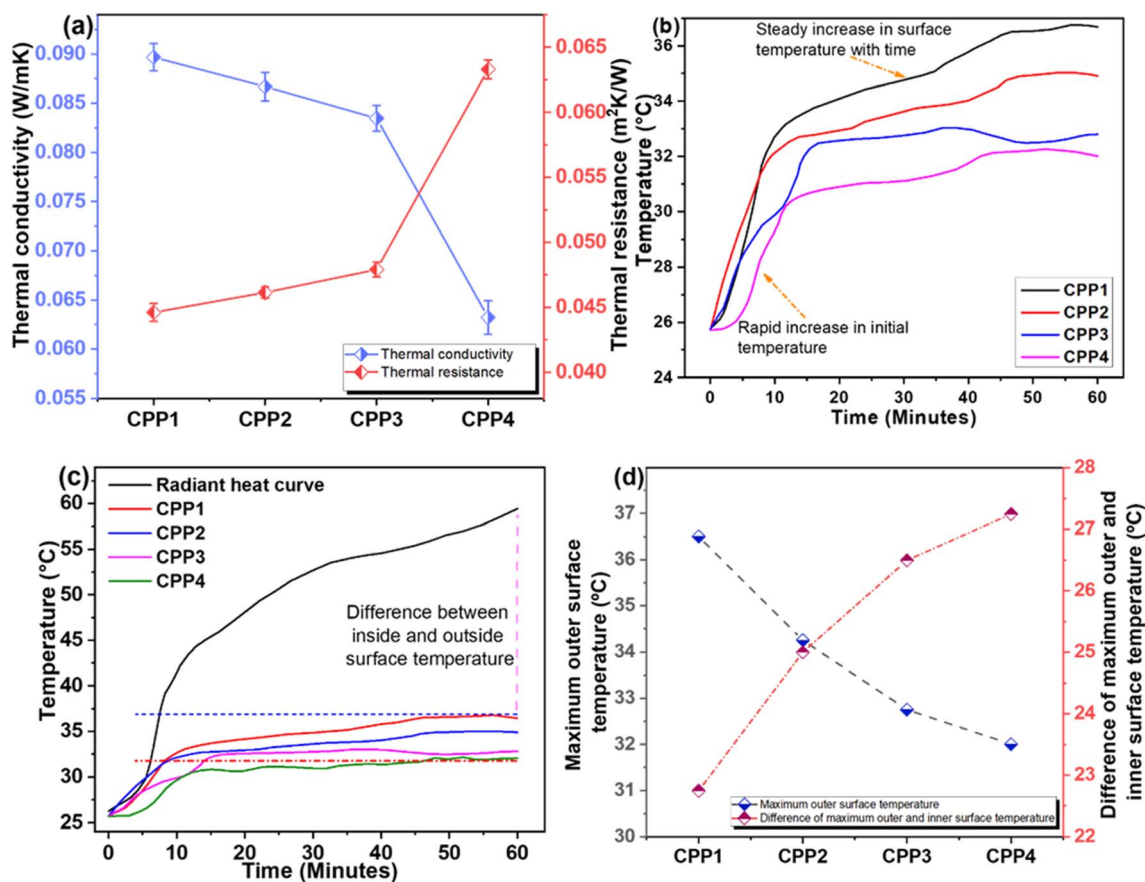 (a)
Thermal conductivity (W/mK)
0.090
0.085
0.080
0.075
0.070
0.065
0.060
0.055
Thermal resistance (m²K/W)
0.065
0.060
0.055
0.050
0.045
0.040
Thermal conductivity
Thermal resistance
CPP1 CPP2 CPP3 CPP4
(b)
Temperature (°C)
36
34
32
30
28
26
24
Steady increase in surface
temperature with time
Rapid increase in initial
temperature
CPP1
CPP2
CPP3
CPP4
0 10 20 30 40 50 60
Time (Minutes)
(c)
Temperature (°C)
60
55
50
45
40
35
30
25
Radiant heat curve
CPP1
CPP2
CPP3
CPP4
Difference between
inside and outside
surface temperature
0 10 20 30 40 50 60
Time (Minutes)
(d)
Maximum outer surface
temperature (ºC)
37
36
35
34
33
32
31
30
Difference of maximum outer and
inner surface temperature (ºC)
28
27
26
25
24
23
22
Maximum outer surface temperature
Difference of maximum outer and inner surface temperature
CPP1 CPP2 CPP3 CPP4